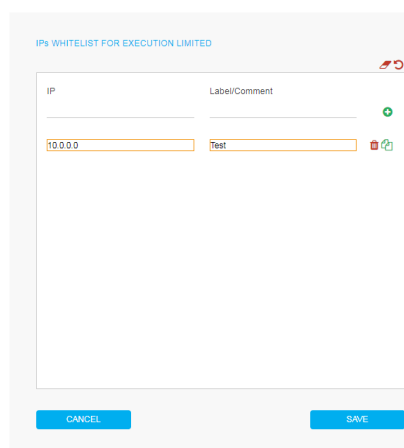 IPs WHITELIST FOR EXECUTION LIMITED
IP Label/Comment
10.0.0.0 Test
CANCEL SAVE